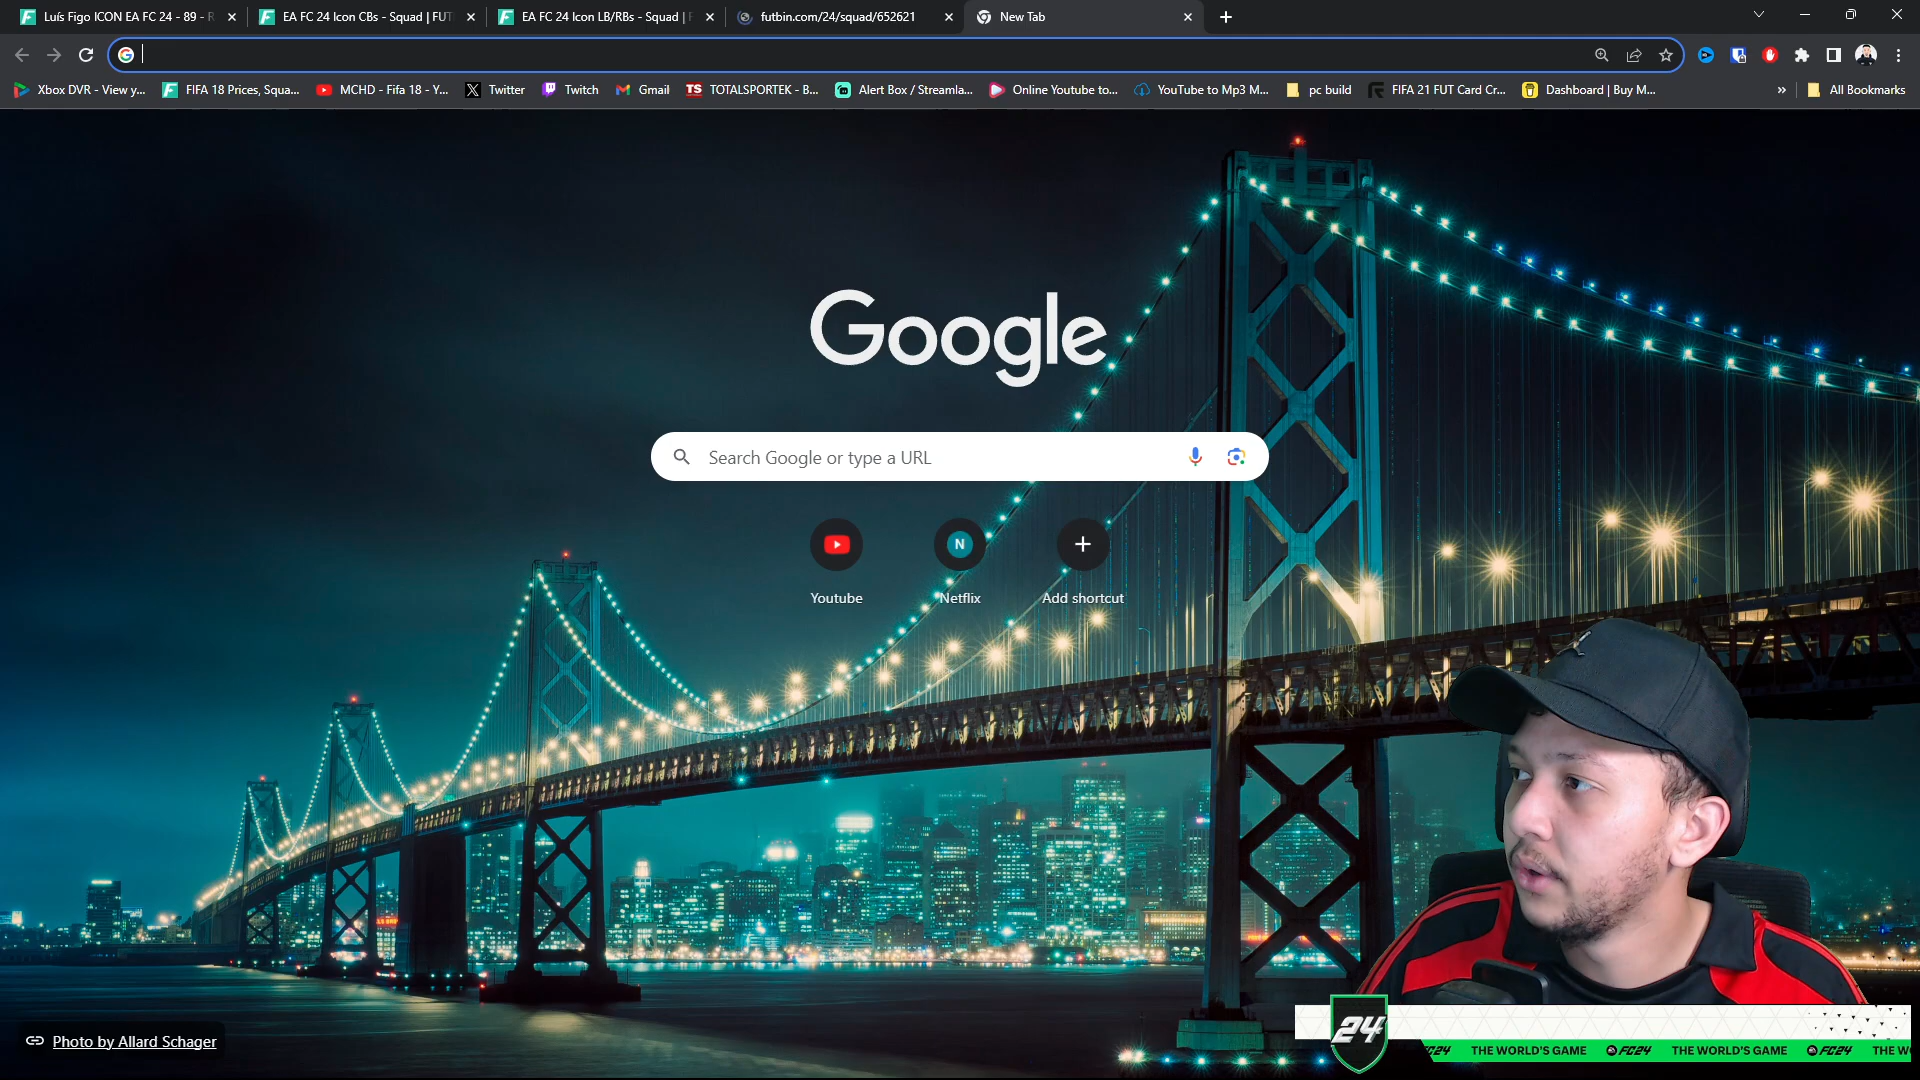 Luís Figo ICON EA FC 24 - 89 - R
EA FC 24 Icon CBs - Squad | FUT
EA FC 24 Icon LB/RBs - Squad | F
futbin.com/24/squad/652621
New Tab
Xbox DVR - View y...
FIFA 18 Prices, Squa...
MCHD - Fifa 18 - Y...
Twitter
Twitch
Gmail
TS
TOTALSPORTEK - B...
Alert Box / Streamla...
Online Youtube to...
YouTube to Mp3 M...
pc build
FIFA 21 FUT Card Cr...
Dashboard | Buy M...
»
All Bookmarks
Google
Search Google or type a URL
N
Youtube
Netflix
Add shortcut
Photo by Allard Schager
24
FC24 THE WORLD'S GAME FC24 THE WORLD'S GAME FC24 THE W